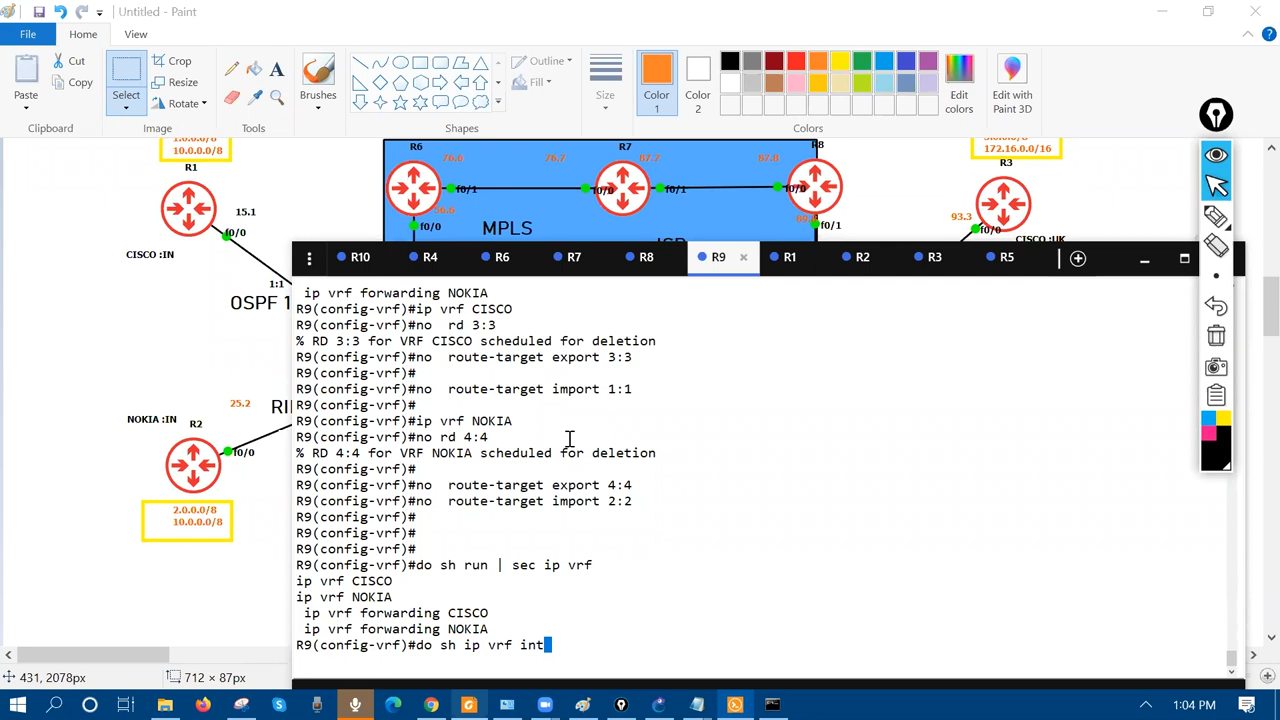 Untitled - Paint
File
Home
View
Paste
Cut
Copy
Clipboard
Select
Crop
Resize
Rotate
Image
Tools
Brushes
Shapes
Outline
Fill
Size
Color 1
Color 2
Colors
Edit colors
Edit with Paint 3D
10.0.0.0/8
R1
15.1
f0/0
CISCO :IN
1:1
OSPF 1
R6
76.6
f0/1
f0/0
76.7
R7
f0/0
87.7
f0/1
87.8
R8
f0/0
f0/1
MPLS
172.16.0.0/16
R3
93.3
f0/0
CISCO :UK
NOKIA :IN
R2
25.2
f0/0
2.0.0.0/8
10.0.0.0/8
R10
R4
R6
R7
R8
R9
R1
R2
R3
R5
ip vrf forwarding NOKIA
R9(config-vrf)#ip vrf CISCO
R9(config-vrf)#no  rd 3:3
% RD 3:3 for VRF CISCO scheduled for deletion
R9(config-vrf)#no  route-target export 3:3
R9(config-vrf)#
R9(config-vrf)#no  route-target import 1:1
R9(config-vrf)#
R9(config-vrf)#ip vrf NOKIA
R9(config-vrf)#no rd 4:4
% RD 4:4 for VRF NOKIA scheduled for deletion
R9(config-vrf)#
R9(config-vrf)#no  route-target export 4:4
R9(config-vrf)#no  route-target import 2:2
R9(config-vrf)#
R9(config-vrf)#
R9(config-vrf)#
R9(config-vrf)#do sh run | sec ip vrf
ip vrf CISCO
ip vrf NOKIA
ip vrf forwarding CISCO
ip vrf forwarding NOKIA
R9(config-vrf)#do sh ip vrf int
431, 2078px
712 × 87px
1:04 PM